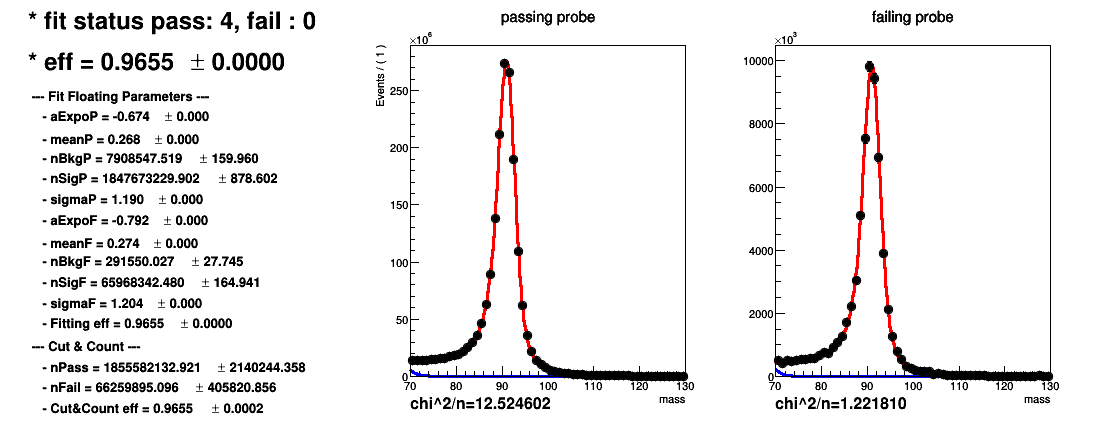 * fit status pass: 4, fail : 0
* eff = 0.9655 ± 0.0000
--- Fit Floating Parameters ---
- aExpoP = -0.674 ± 0.000
- meanP = 0.268 ± 0.000
- nBkgP = 7908547.519 ± 159.960
- nSigP = 1847673229.902 ± 878.602
- sigmaP = 1.190 ± 0.000
- aExpoF = -0.792 ± 0.000
- meanF = 0.274 ± 0.000
- nBkgF = 291550.027 ± 27.745
- nSigF = 65968342.480 ± 164.941
- sigmaF = 1.204 ± 0.000
- Fitting eff = 0.9655 ± 0.0000
--- Cut & Count ---
- nPass = 1855582132.921 ± 2140244.358
- nFail = 66259895.096 ± 405820.856
- Cut&Count eff = 0.9655 ± 0.0002
passing probe
×10⁶
Events / ( 1 )
250
200
150
100
50
0
70 80 90 100 110 120 130
mass
chi^2/n=12.524602
failing probe
×10³
10000
8000
6000
4000
2000
0
70 80 90 100 110 120 130
mass
chi^2/n=1.221810